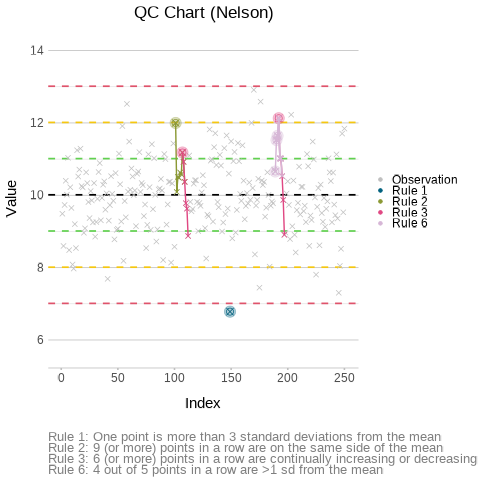 QC Chart (Nelson)
14
12
10
8
6
Value
0
50
100
150
200
250
Index
Observation
Rule 1
Rule 2
Rule 3
Rule 6
Rule 1: One point is more than 3 standard deviations from the mean
Rule 2: 9 (or more) points in a row are on the same side of the mean
Rule 3: 6 (or more) points in a row are continually increasing or decreasing
Rule 6: 4 out of 5 points in a row are >1 sd from the mean